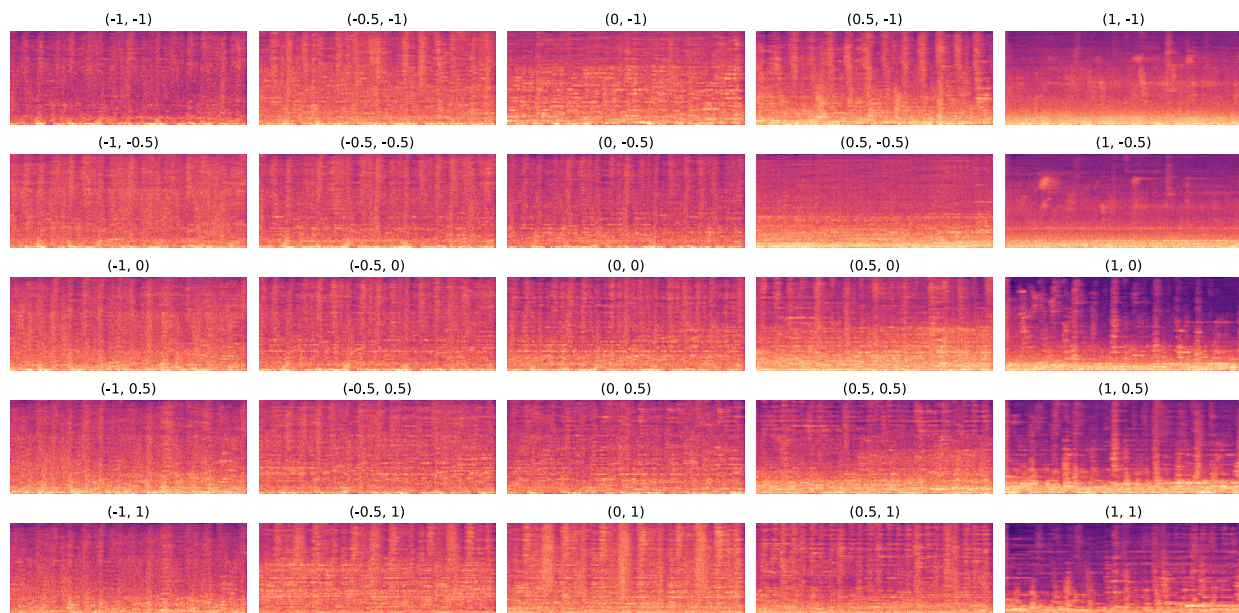 (-1, -1) (-0.5, -1) (0, -1) (0.5, -1) (1, -1)
(-1, -0.5) (-0.5, -0.5) (0, -0.5) (0.5, -0.5) (1, -0.5)
(-1, 0) (-0.5, 0) (0, 0) (0.5, 0) (1, 0)
(-1, 0.5) (-0.5, 0.5) (0, 0.5) (0.5, 0.5) (1, 0.5)
(-1, 1) (-0.5, 1) (0, 1) (0.5, 1) (1, 1)